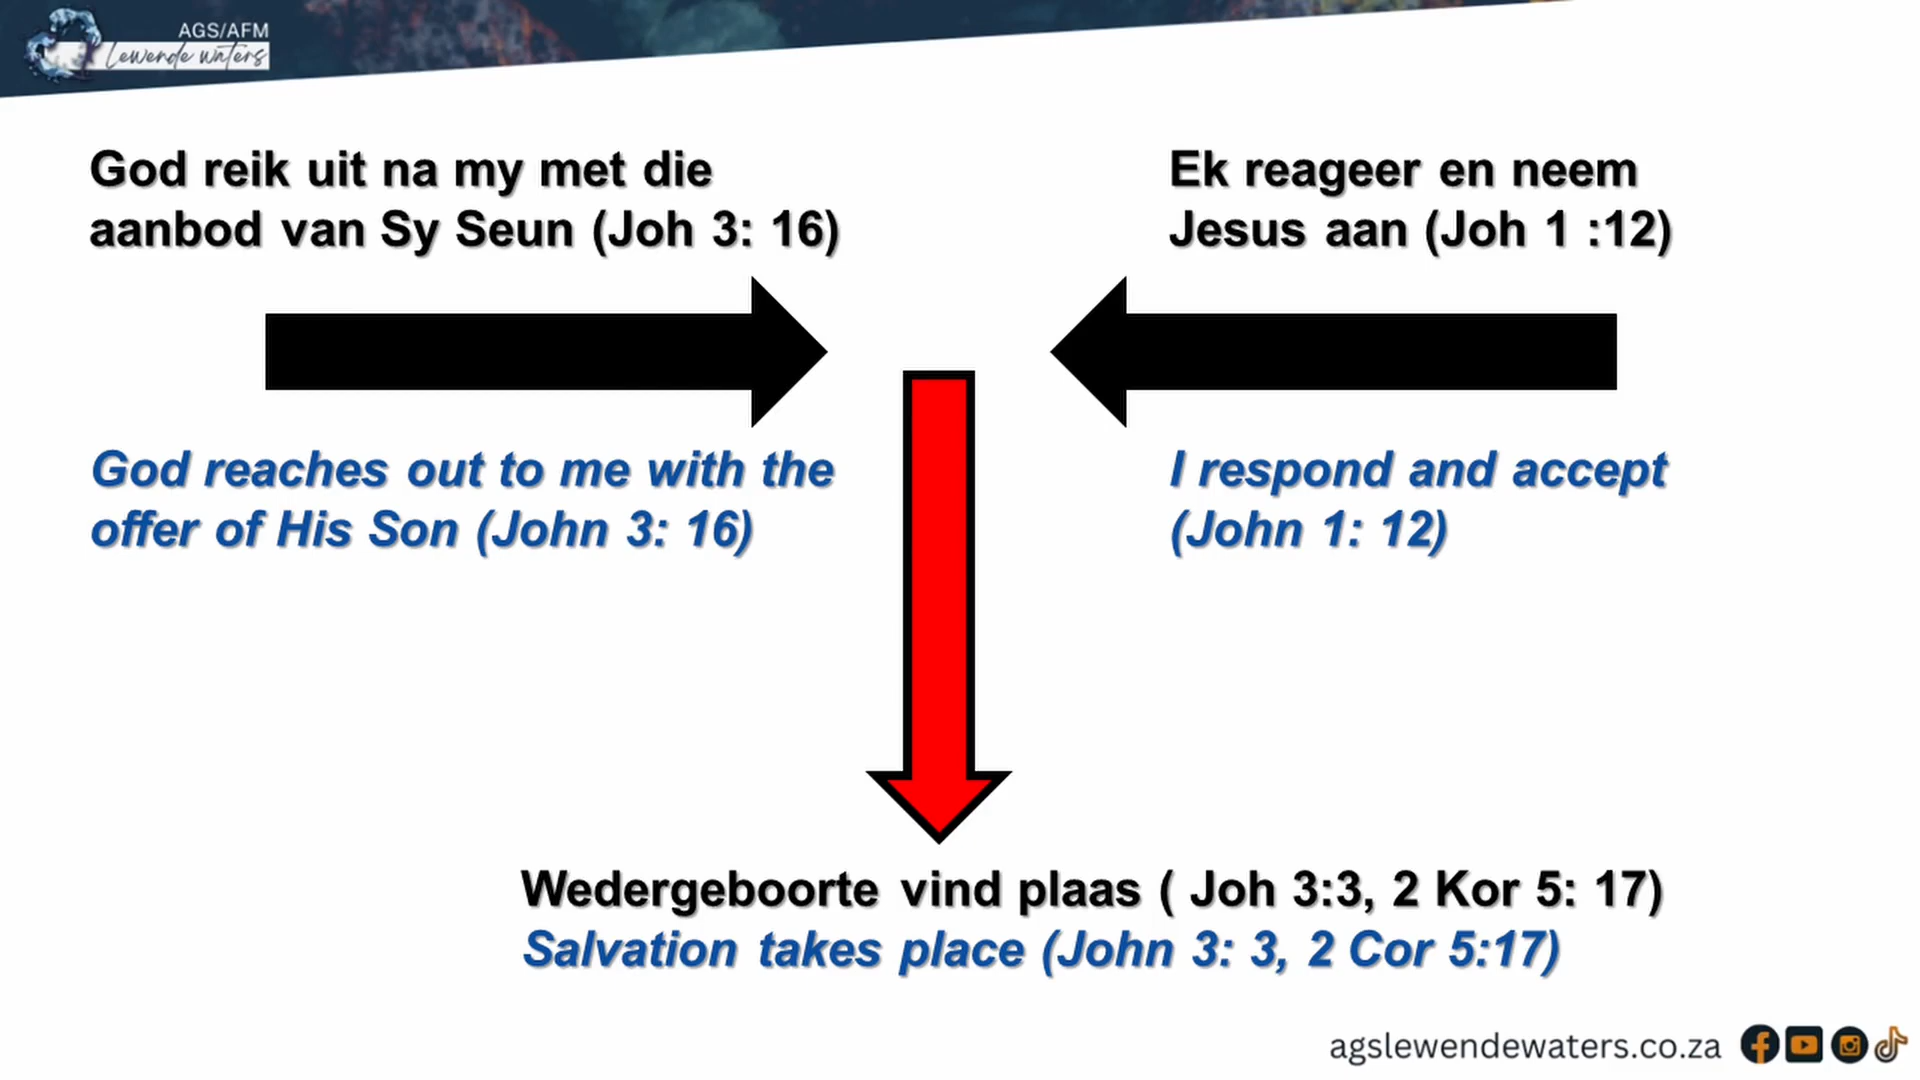 AGS/AFM
Lewende waters
God reik uit na my met die
aanbod van Sy Seun (Joh 3: 16)
Ek reageer en neem
Jesus aan (Joh 1 :12)
God reaches out to me with the
offer of His Son (John 3: 16)
I respond and accept
(John 1: 12)
Wedergeboorte vind plaas ( Joh 3:3, 2 Kor 5: 17)
Salvation takes place (John 3: 3, 2 Cor 5:17)
agslewendewaters.co.za